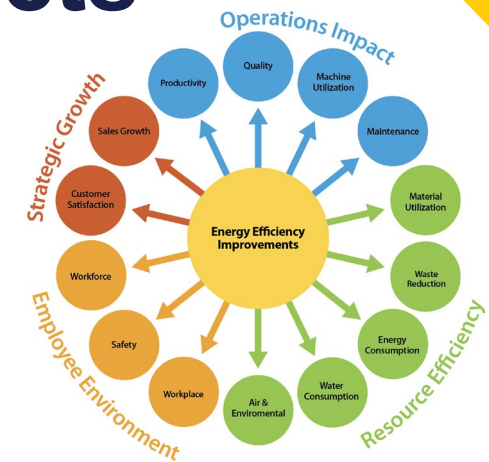 Operations Impact
Productivity
Quality
Machine
Utilization
Maintenance
Strategic Growth
Sales Growth
Customer
Satisfaction
Energy Efficiency
Improvements
Material
Utilization
Waste
Reduction
Energy
Consumption
Water
Consumption
Air &
Enviromental
Resource Efficiency
Workforce
Safety
Workplace
Employee Environment